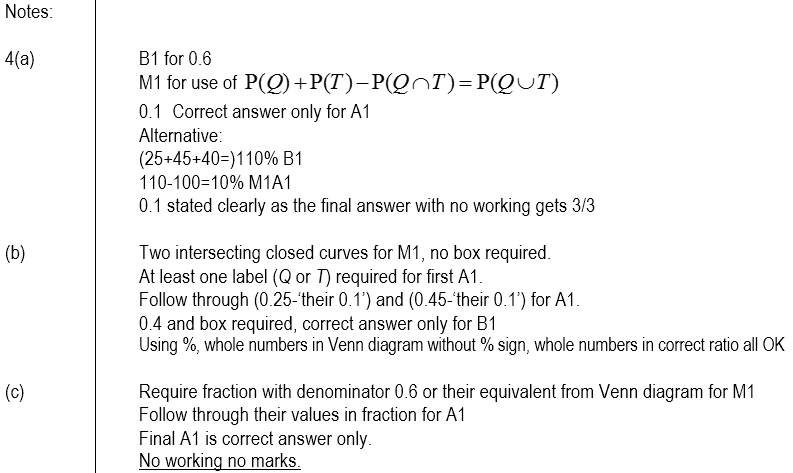 Notes:
4(a) B1 for 0.6
M1 for use of P(Q)+P(T)−P(Q∩T)=P(Q∪T)
0.1 Correct answer only for A1
Alternative:
(25+45+40=)110% B1
110-100=10% M1A1
0.1 stated clearly as the final answer with no working gets 3/3
(b) Two intersecting closed curves for M1, no box required.
At least one label (Q or T) required for first A1.
Follow through (0.25-‘their 0.1’) and (0.45-‘their 0.1’) for A1.
0.4 and box required, correct answer only for B1
Using %, whole numbers in Venn diagram without % sign, whole numbers in correct ratio all OK
(c) Require fraction with denominator 0.6 or their equivalent from Venn diagram for M1
Follow through their values in fraction for A1
Final A1 is correct answer only.
No working no marks.